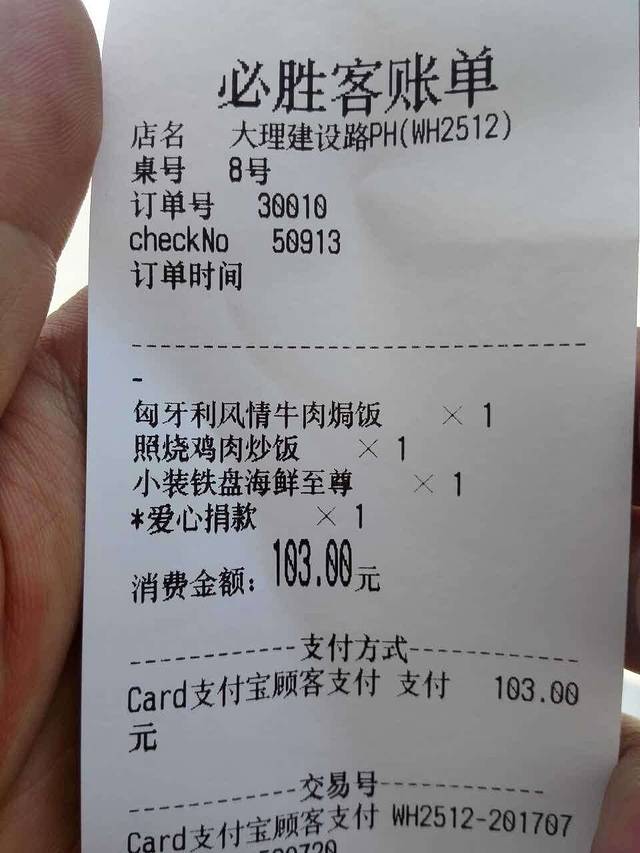 必胜客账单
店名 大理建设路PH(WH2512)
桌号 8号
订单号 30010
checkNo 50913
订单时间
-
匈牙利风情牛肉焗饭 × 1
照烧鸡肉炒饭 × 1
小装铁盘海鲜至尊 × 1
*爱心捐款 × 1
消费金额: 103.00元
------------支付方式------------
Card支付宝顾客支付 支付 103.00
元
------------交易号------------
Card支付宝顾客支付 WH2512-201707